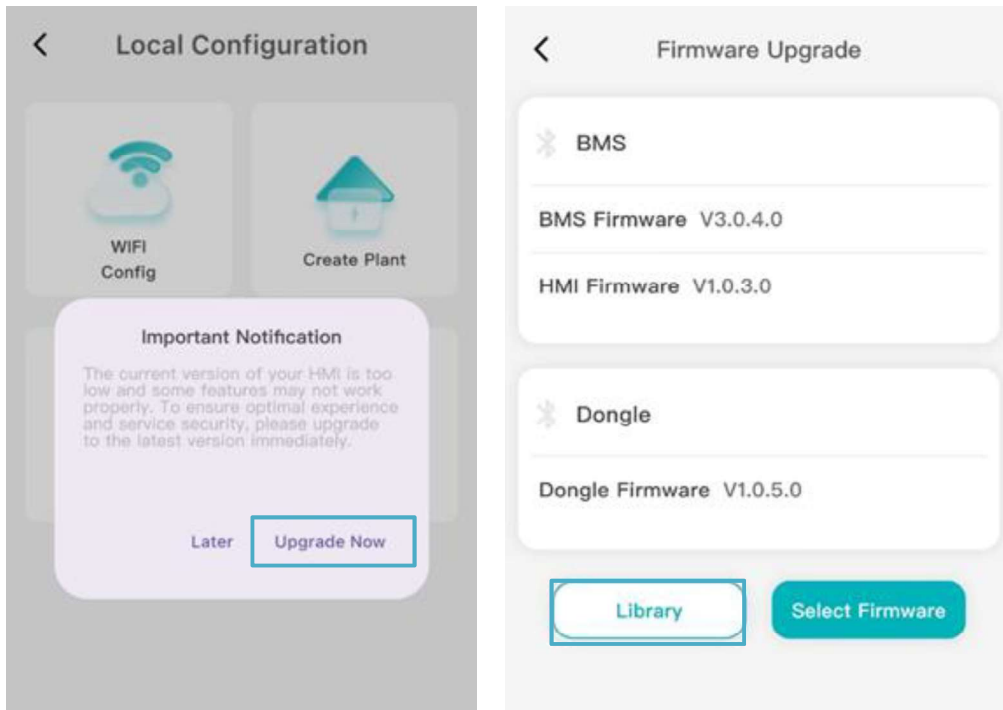 Local Configuration
WIFI
Config
Create Plant
Important Notification
The current version of your HMI is too
low and some features may not work
properly. To ensure optimal experience
and service security, please upgrade
to the latest version immediately.
Later
Upgrade Now
Firmware Upgrade
BMS
BMS Firmware V3.0.4.0
HMI Firmware V1.0.3.0
Dongle
Dongle Firmware V1.0.5.0
Library
Select Firmware